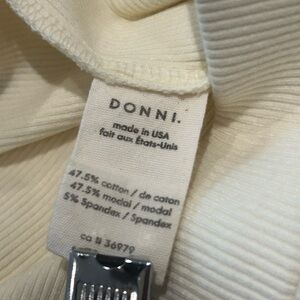 DONNI.
made in USA
fait aux États-Unis
47.5% cotton / de coton
47.5% modal / modal
5% Spandex / Spandex
ca # 36979